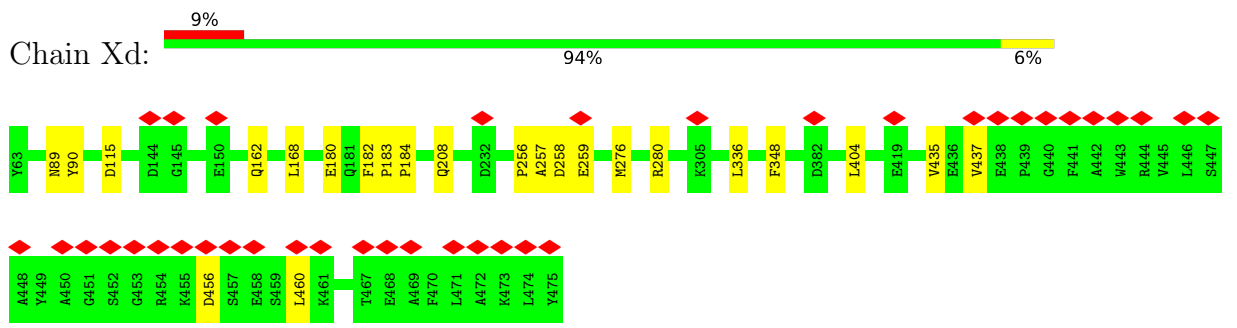 9%
Chain Xd:
94% 6%
Y63 N89 Y90 D115 D144 G145 E150 Q162 L168 E180 Q181 F182 P183 P184 Q208 D232 P256 A257 D258 E259 M276 R280 K305 L336 F348 D382 L404 E419 V435 E436 V437 E438 P439 G440 F441 A442 W443 R444 V445 L446 S447
A448 Y449 A450 G451 S452 G453 R454 K455 D456 S457 E458 S459 L460 K461 T467 E468 A469 F470 L471 A472 K473 L474 Y475